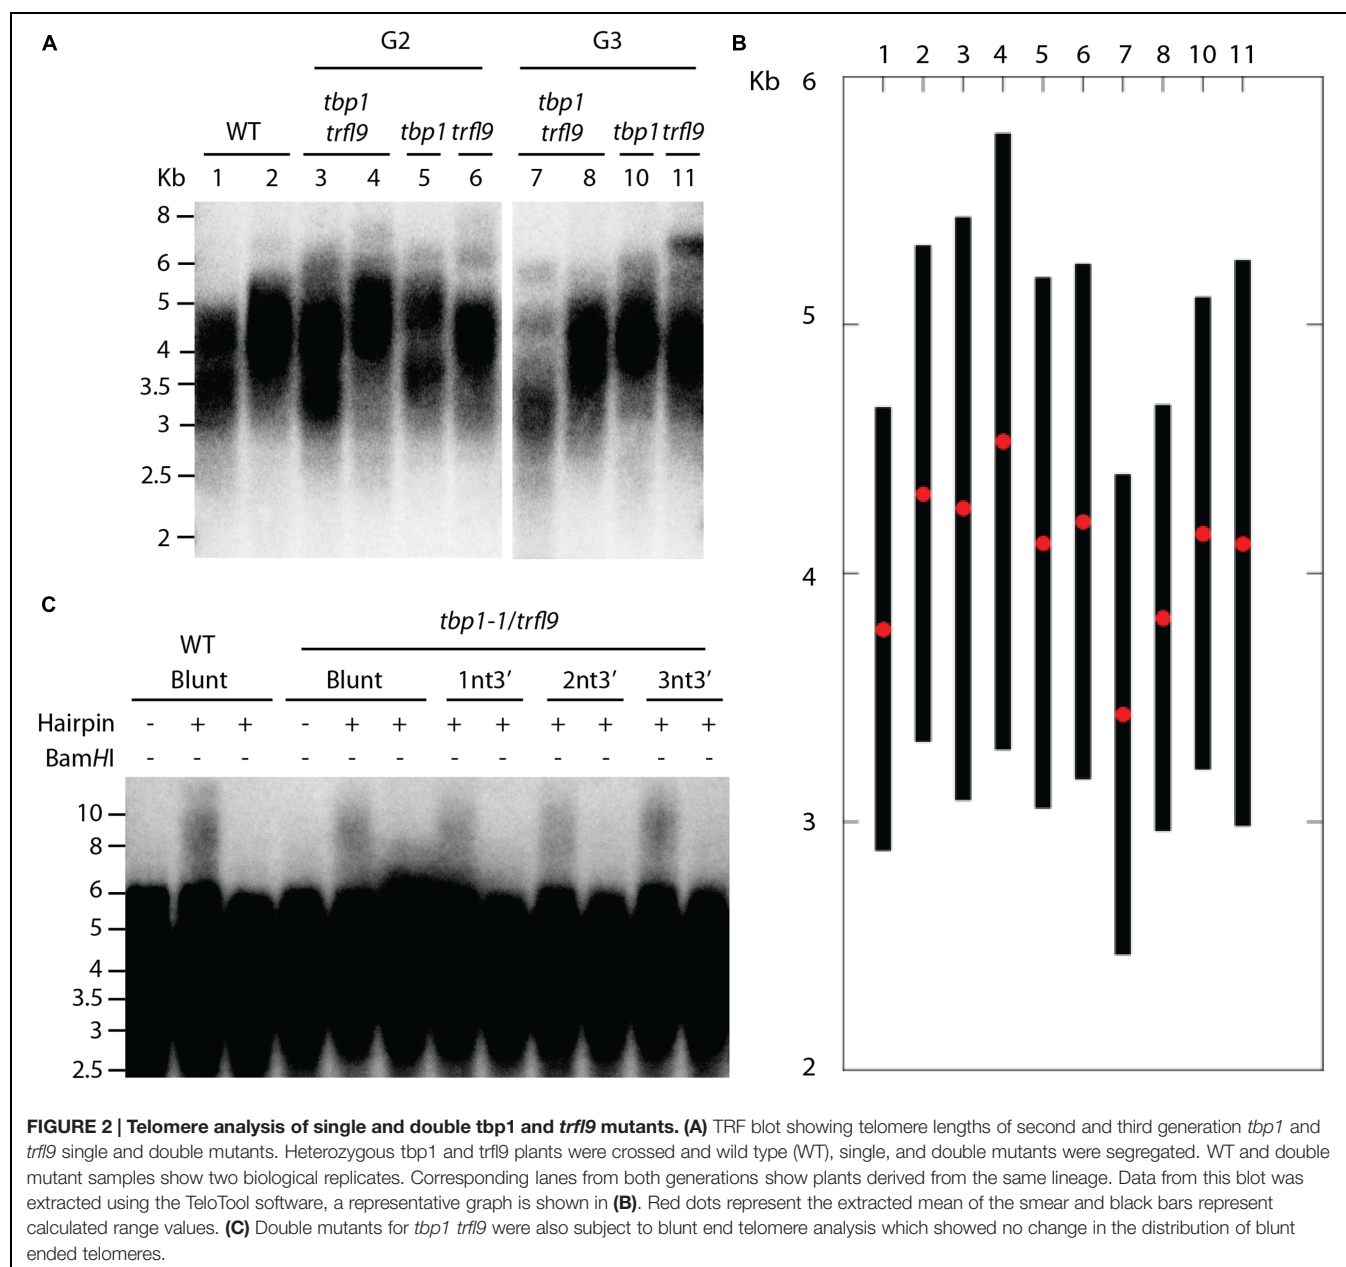 A
G2
G3
tbp1
trfl9
tbp1
trfl9
WT
tbp1 trfl9
tbp1 trfl9
Kb 1 2 3 4 5 6 7 8 10 11
8
6
5
4
3.5
3
2.5
2
B
1 2 3 4 5 6 7 8 10 11
Kb 6
5
4
3
2
C
tbp1-1/trfl9
WT
Blunt
Blunt
1nt3′
2nt3′
3nt3′
Hairpin - + + - + + + + + + + +
BamHI - - - - - - - - - - - -
10
8
6
5
4
3.5
3
2.5
FIGURE 2 | Telomere analysis of single and double tbp1 and trfl9 mutants. (A) TRF blot showing telomere lengths of second and third generation tbp1 and
trfl9 single and double mutants. Heterozygous tbp1 and trfl9 plants were crossed and wild type (WT), single, and double mutants were segregated. WT and double
mutant samples show two biological replicates. Corresponding lanes from both generations show plants derived from the same lineage. Data from this blot was
extracted using the TeloTool software, a representative graph is shown in (B). Red dots represent the extracted mean of the smear and black bars represent
calculated range values. (C) Double mutants for tbp1 trfl9 were also subject to blunt end telomere analysis which showed no change in the distribution of blunt
ended telomeres.